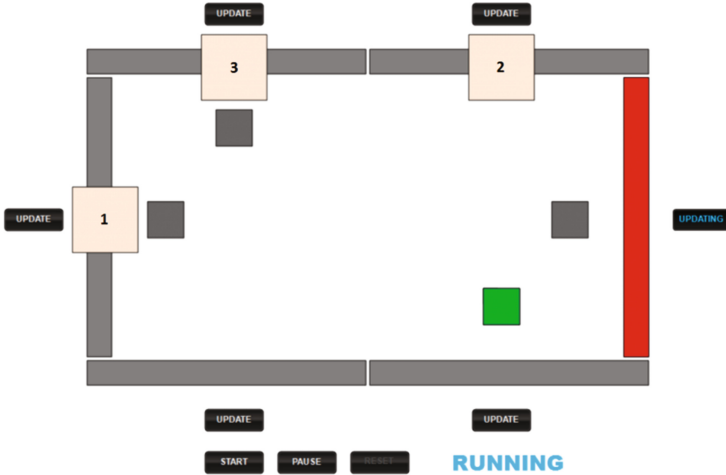 UPDATE UPDATE
3 2
UPDATE 1 UPDATING
UPDATE UPDATE
START PAUSE RESET RUNNING